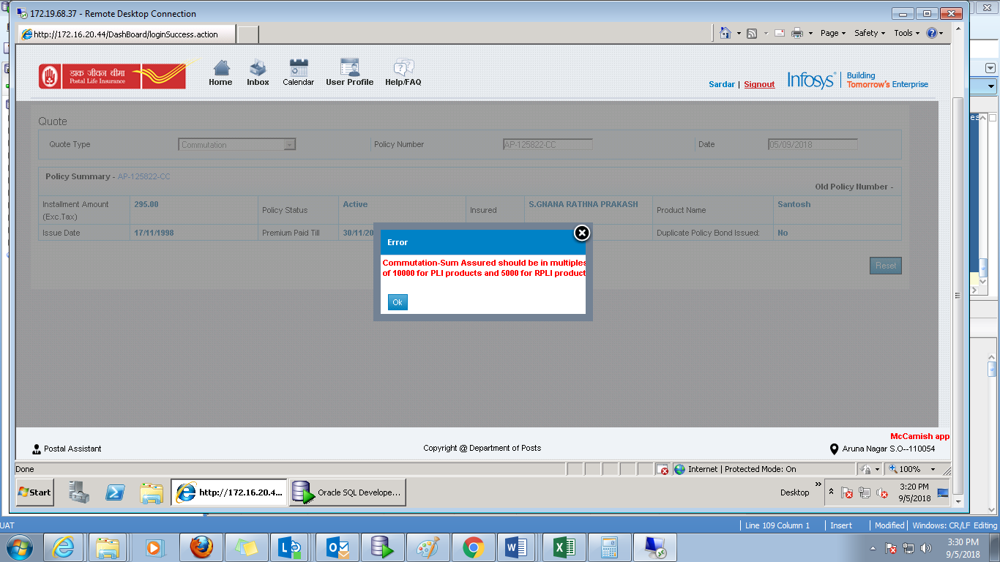 172.19.68.37 - Remote Desktop Connection
http://172.16.20.44/DashBoard/loginSuccess.action
Page Safety Tools
डाक जीवन बीमा
Postal Life Insurance
Home Inbox Calendar User Profile Help/FAQ
Sardar | Signout
Infosys® | Building Tomorrow's Enterprise
Quote
Quote Type Commutation Policy Number AP-125822-CC Date 05/09/2018
Policy Summary - AP-125822-CC
Old Policy Number -
Installment Amount (Exc.Tax) 295.00 Policy Status Active Insured S.GNANA RATHNA PRAKASH Product Name Santosh
Issue Date 17/11/1998 Premium Paid Till 30/11/20 Duplicate Policy Bond Issued: No
Error
Commutation-Sum Assured should be in multiples
of 10000 for PLI products and 5000 for RPLI product
Ok
Reset
McCamish app
Postal Assistant Copyright @ Department of Posts Aruna Nagar S.O--110054
Done Internet | Protected Mode: On 100%
Start http://172.16.20.4... Oracle SQL Develope... Desktop 3:20 PM
9/5/2018
UAT Line 109 Column 1 Insert Modified Windows: CR/LF Editing
3:30 PM
9/5/2018